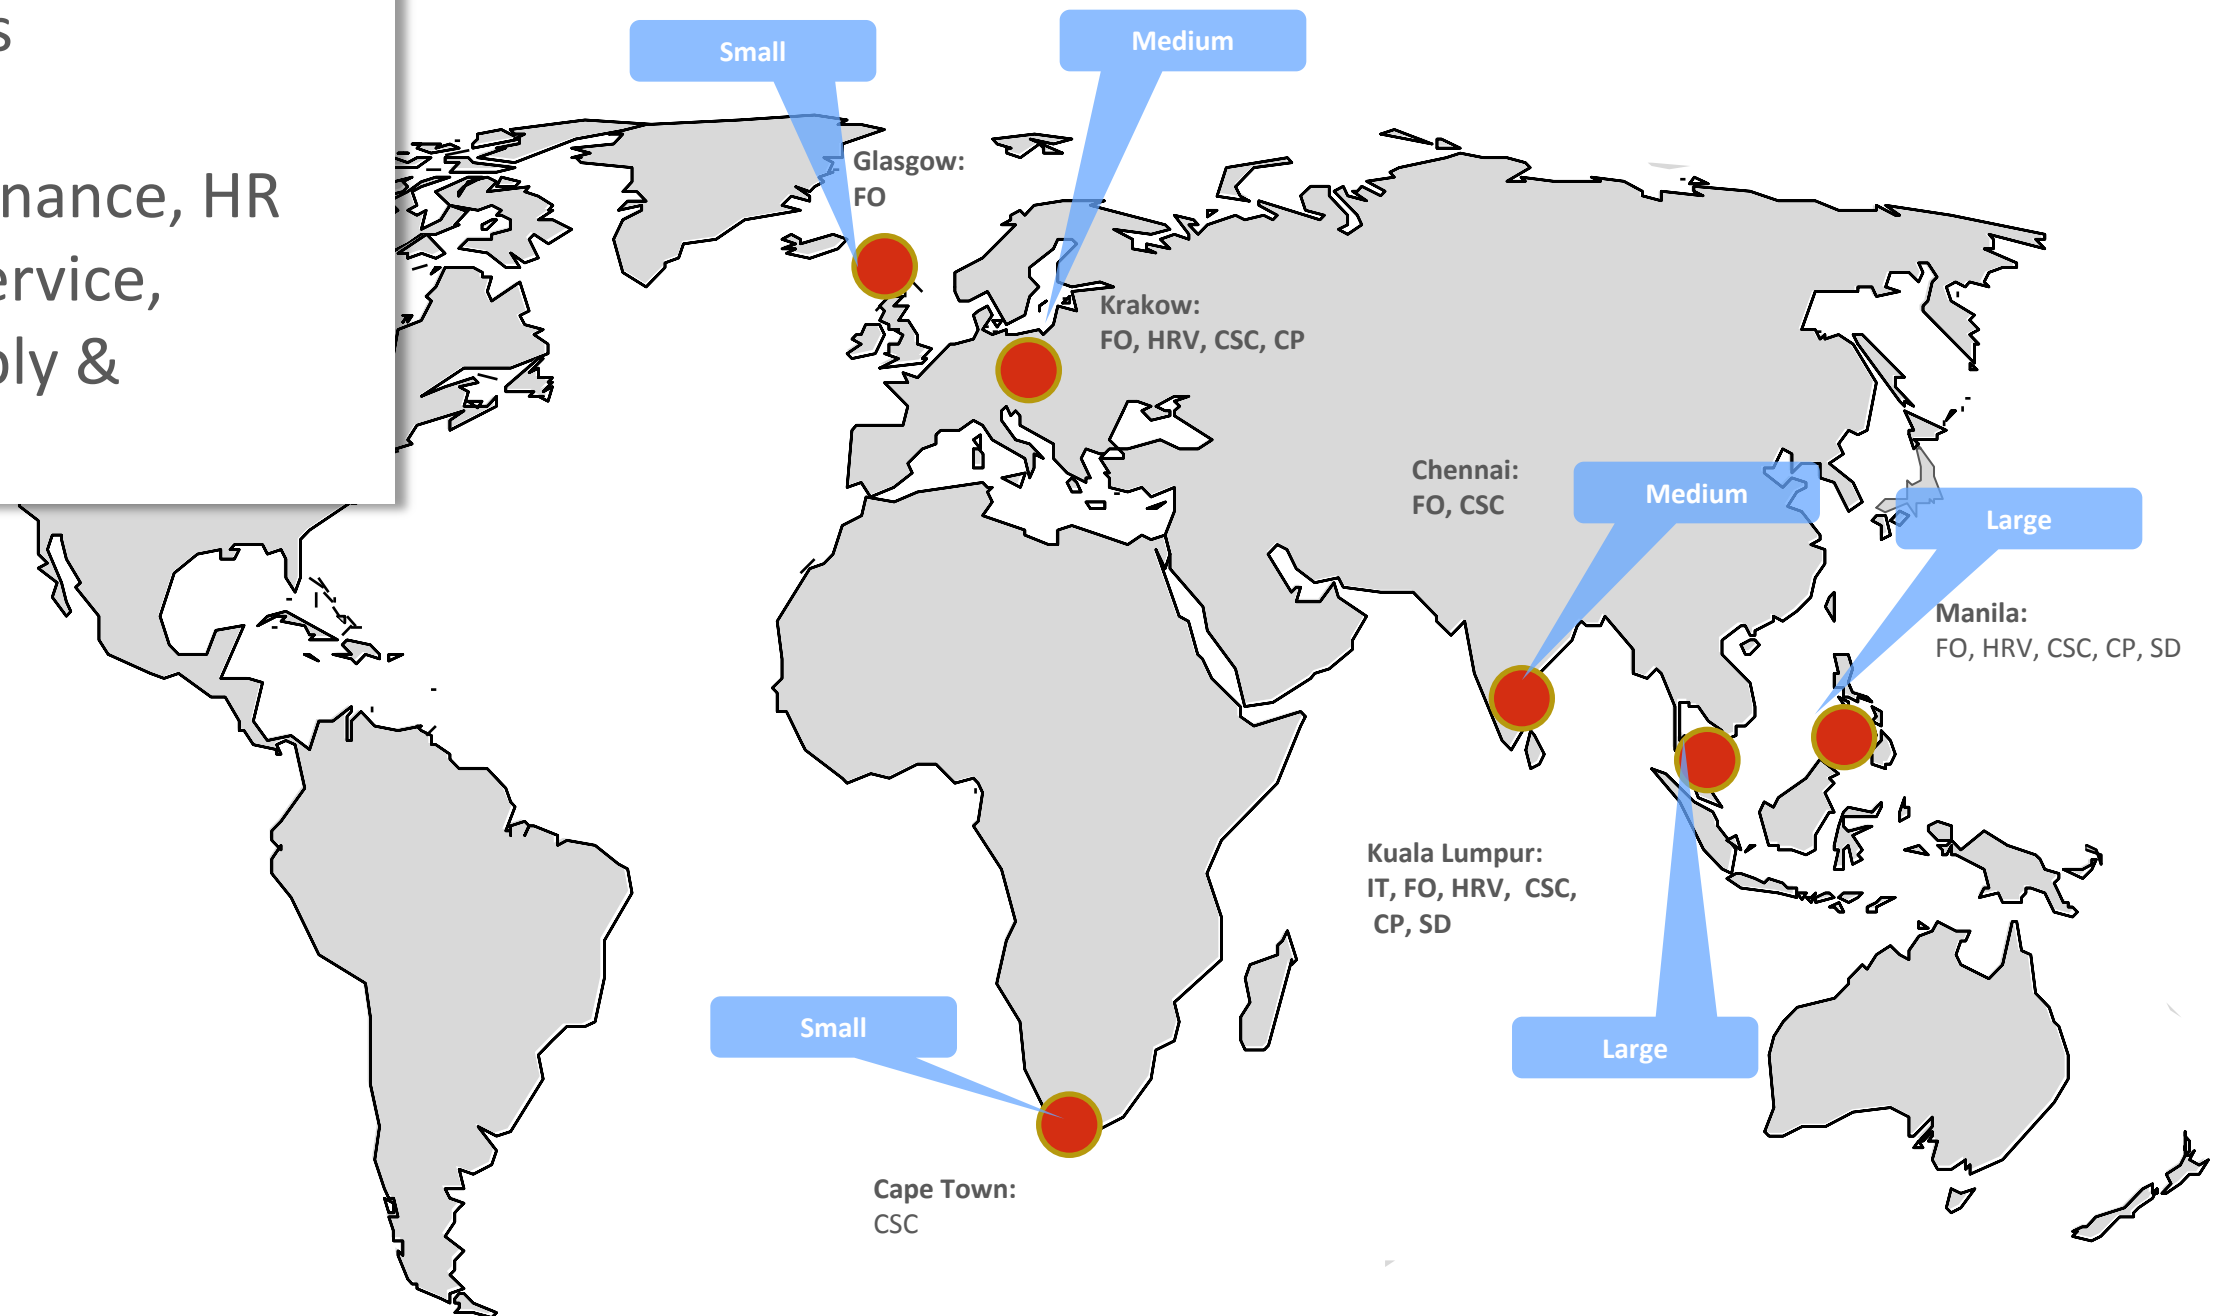 s
nance, HR
ervice,
ply &
Small
Medium
Glasgow:
FO
Krakow:
FO, HRV, CSC, CP
Chennai:
FO, CSC
Medium
Large
Manila:
FO, HRV, CSC, CP, SD
Kuala Lumpur:
IT, FO, HRV, CSC,
CP, SD
Small
Large
Cape Town:
CSC